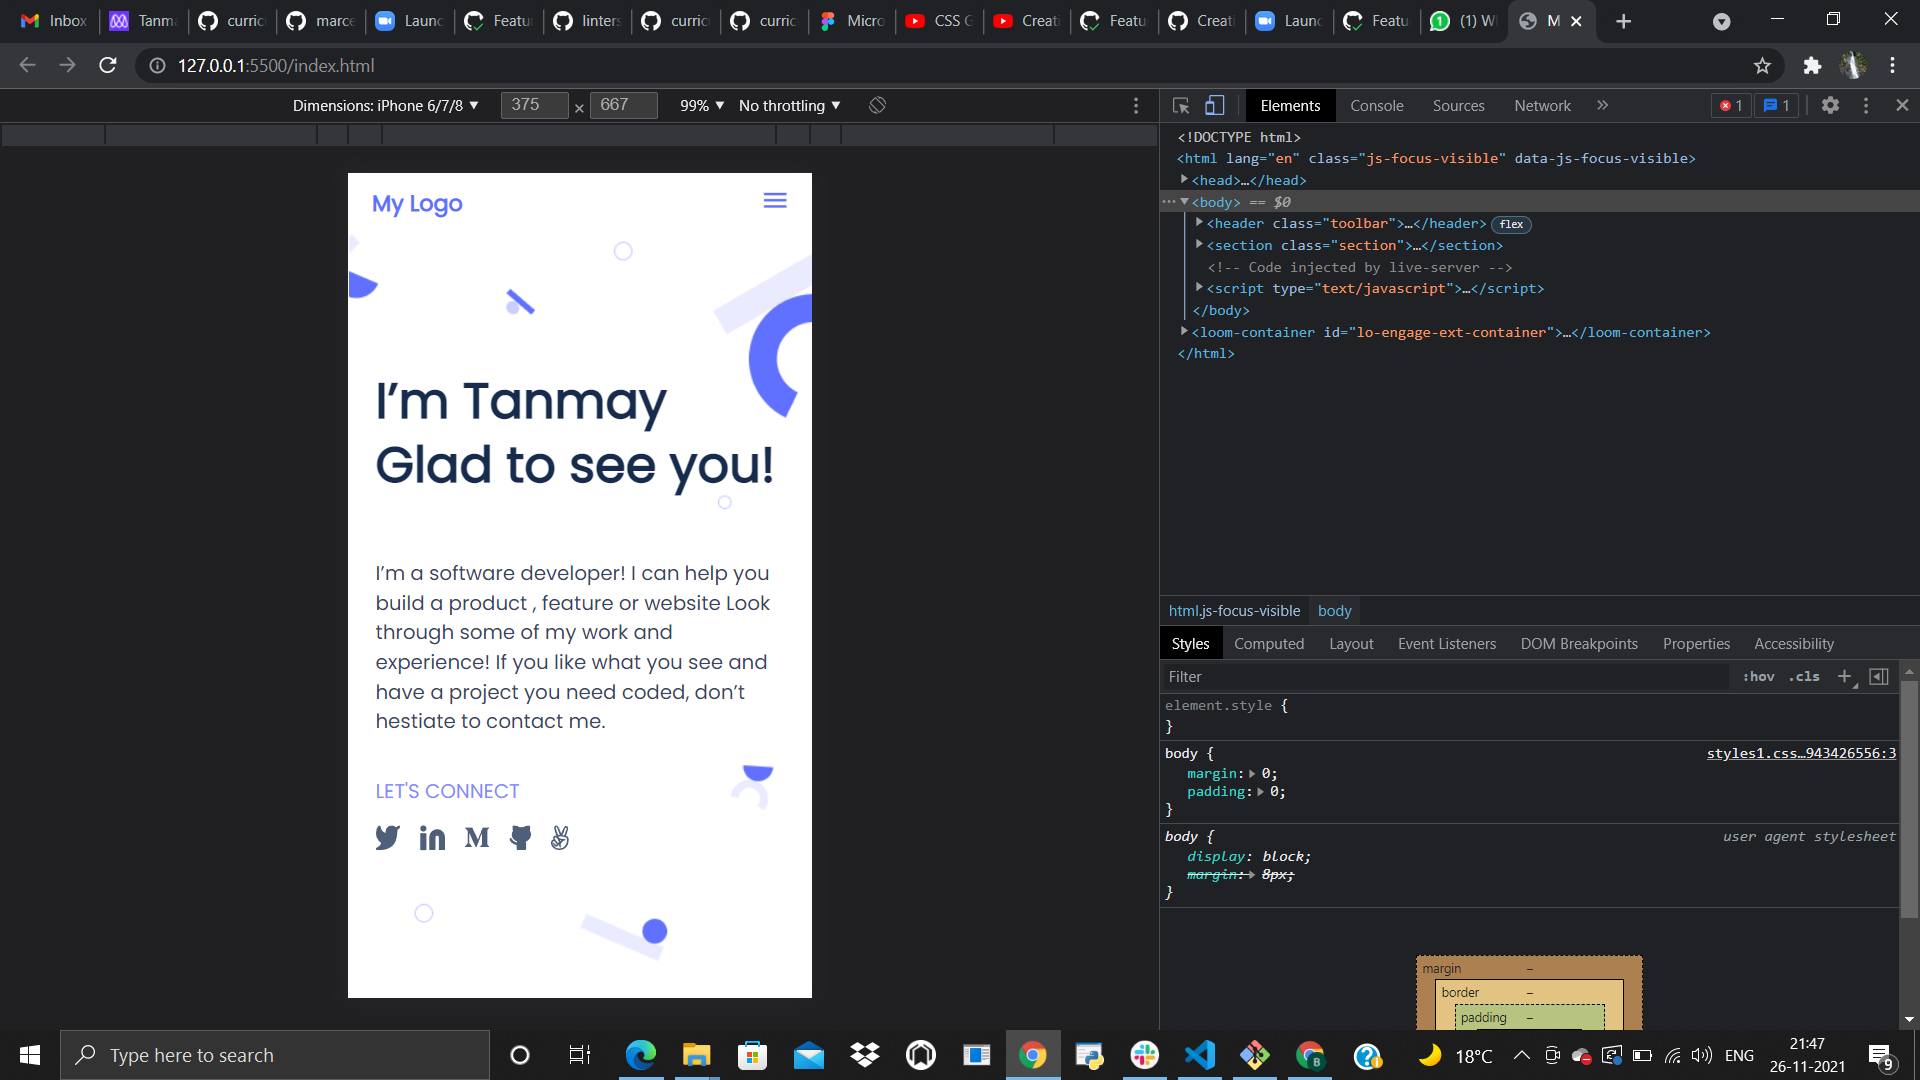 Inbox
Tanma
curric
marce
Launc
Featur
linters
curric
curric
Micro
CSS G
Creati
Featu
Creati
Launc
Featu
(1) W
M
127.0.0.1:5500/index.html
Dimensions: iPhone 6/7/8 ▼ 375 × 667 99% ▼ No throttling ▼
Elements Console Sources Network » 1 1
<!DOCTYPE html>
<html lang="en" class="js-focus-visible" data-js-focus-visible>
▶<head>…</head>
…▼<body> == $0
▶<header class="toolbar">…</header> flex
▶<section class="section">…</section>
<!-- Code injected by live-server -->
▶<script type="text/javascript">…</script>
</body>
▶<loom-container id="lo-engage-ext-container">…</loom-container>
</html>
My Logo
I’m Tanmay
Glad to see you!
I’m a software developer! I can help you
build a product , feature or website Look
through some of my work and
experience! If you like what you see and
have a project you need coded, don’t
hestiate to contact me.
LET'S CONNECT
html.js-focus-visible body
Styles Computed Layout Event Listeners DOM Breakpoints Properties Accessibility
Filter :hov .cls +
element.style {
}
body { styles1.css…943426556:3
margin:▶ 0;
padding:▶ 0;
}
body { user agent stylesheet
display: block;
margin:▶ 8px;
}
margin –
border –
padding –
Type here to search
18°C ENG
21:47
26-11-2021
9